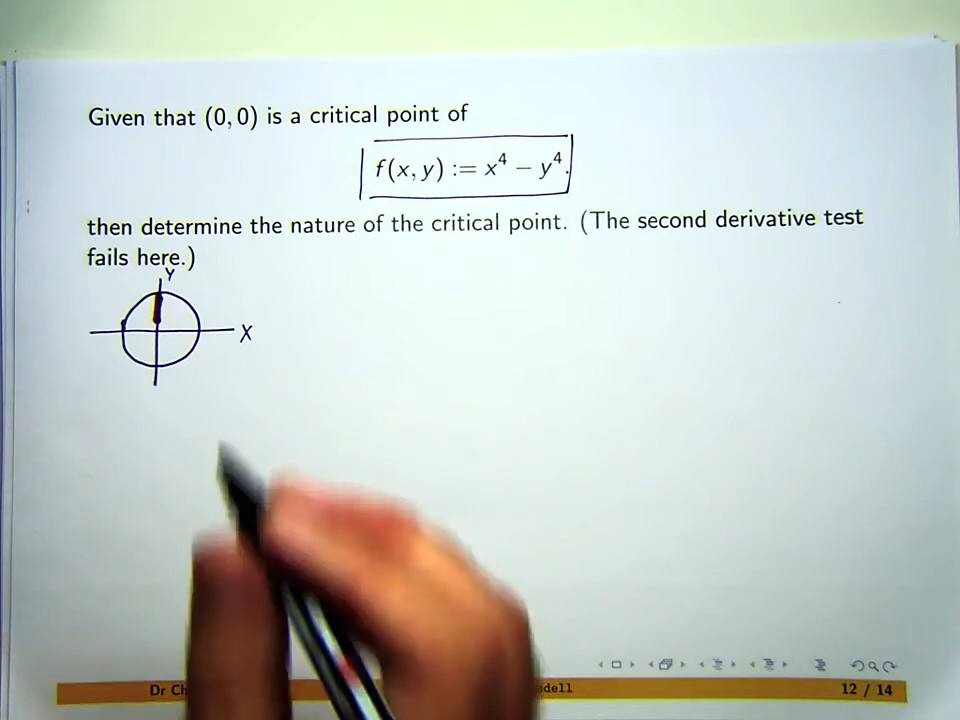 Given that (0, 0) is a critical point of
f(x, y) := x⁴ − y⁴.
then determine the nature of the critical point. (The second derivative test
fails here.)
Y
X
12 / 14